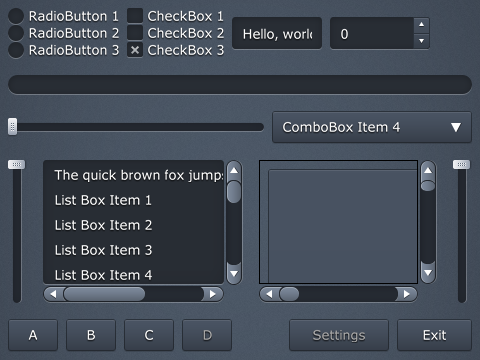 RadioButton 1
CheckBox 1
RadioButton 2
CheckBox 2
RadioButton 3
CheckBox 3
Hello,
0
ComboBox Item 4
The quick brown fox jumps
List Box Item 1
List Box Item 2
List Box Item 3
List Box Item 4
A
B
C
D
Settings
Exit